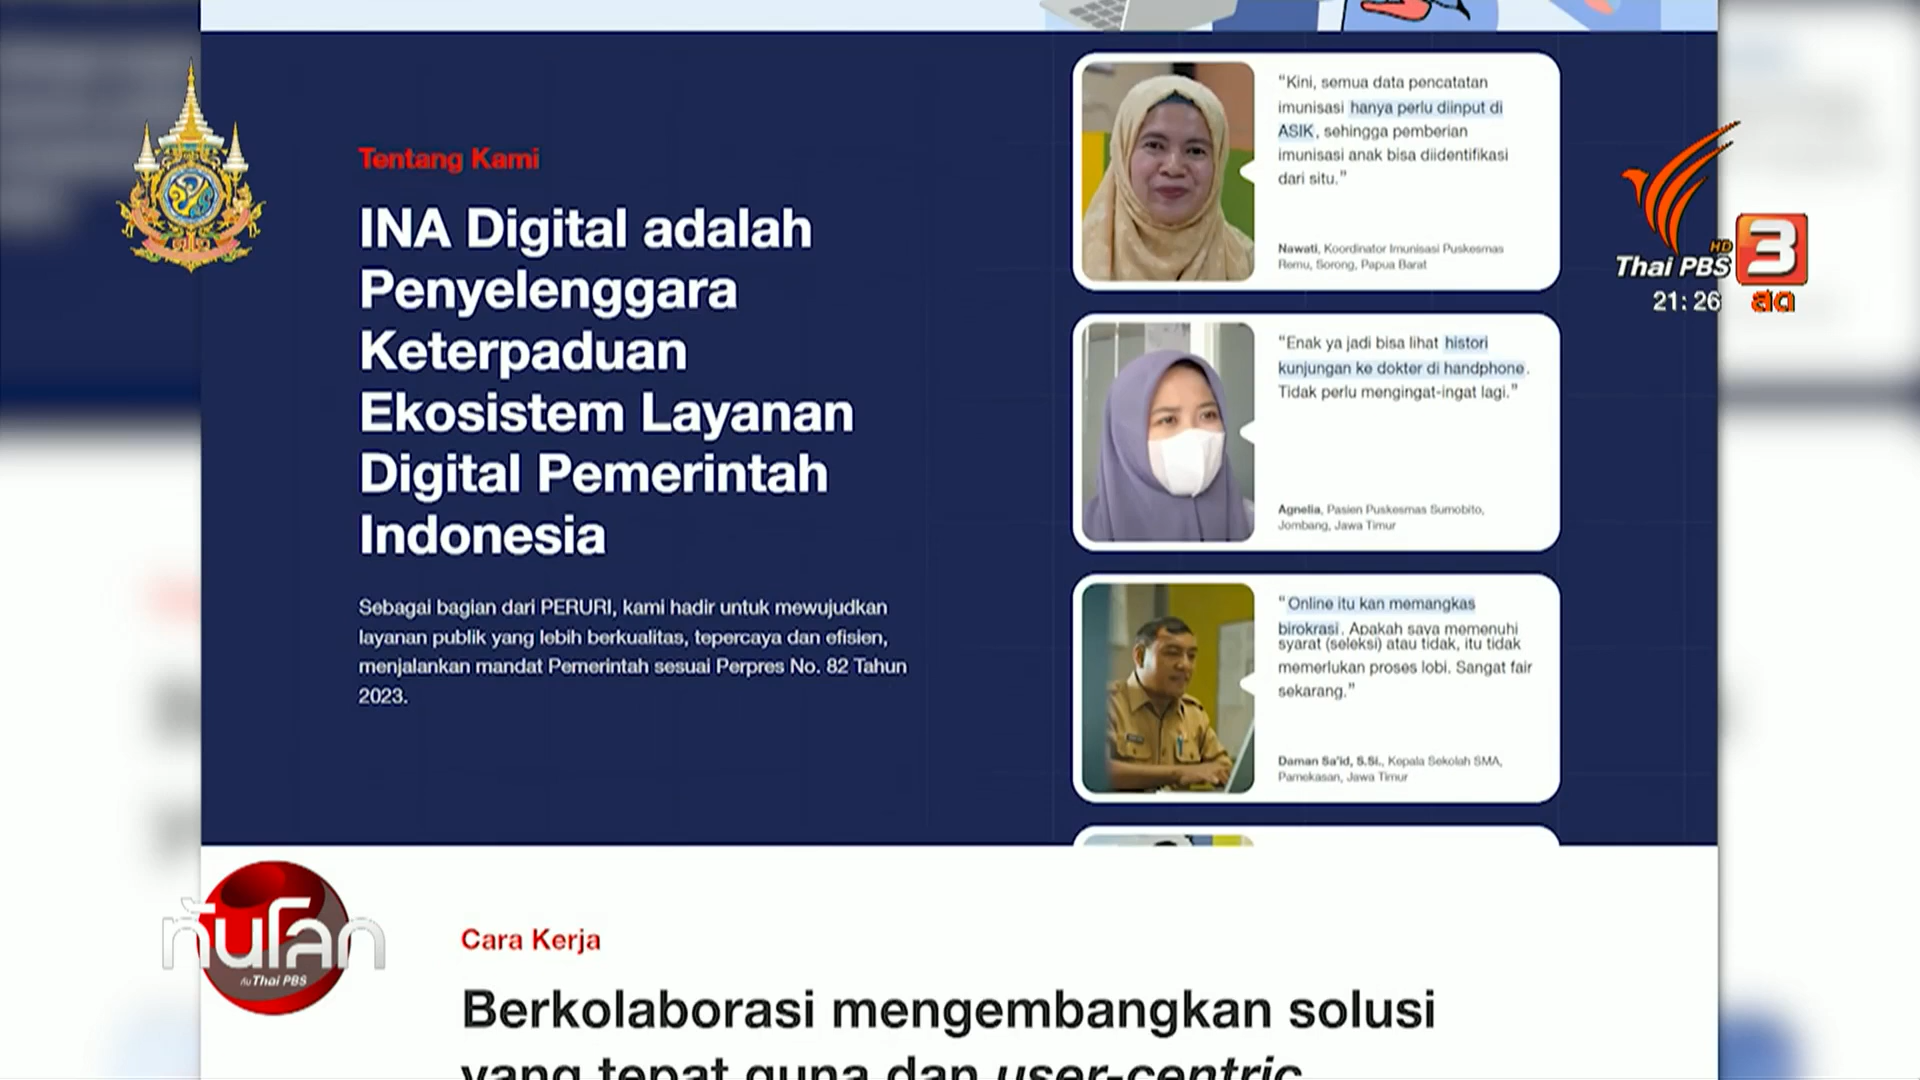 Tentang Kami
INA Digital adalah
Penyelenggara
Keterpaduan
Ekosistem Layanan
Digital Pemerintah
Indonesia
Sebagai bagian dari PERURI, kami hadir untuk mewujudkan
layanan publik yang lebih berkualitas, tepercaya dan efisien,
menjalankan mandat Pemerintah sesuai Perpres No. 82 Tahun
2023.
“Kini, semua data pencatatan
imunisasi hanya perlu diinput di
ASIK, sehingga pemberian
imunisasi anak bisa diidentifikasi
dari situ.”
Nawati, Koordinator Imunisasi Puskesmas
Remu, Sorong, Papua Barat
“Enak ya jadi bisa lihat histori
kunjungan ke dokter di handphone.
Tidak perlu mengingat-ingat lagi.”
Agnelia, Pasien Puskesmas Sumobito,
Jombang, Jawa Timur
“Online itu kan memangkas
birokrasi. Apakah saya memenuhi
syarat (seleksi) atau tidak, itu tidak
memerlukan proses lobi. Sangat fair
sekarang.”
Daman Sa'id, S.Si., Kepala Sekolah SMA,
Pamekasan, Jawa Timur
HD
Thai PBS 3
21:26 สด
ทันโลก
กับ Thai PBS
Cara Kerja
Berkolaborasi mengembangkan solusi
yang tepat guna dan user-centric